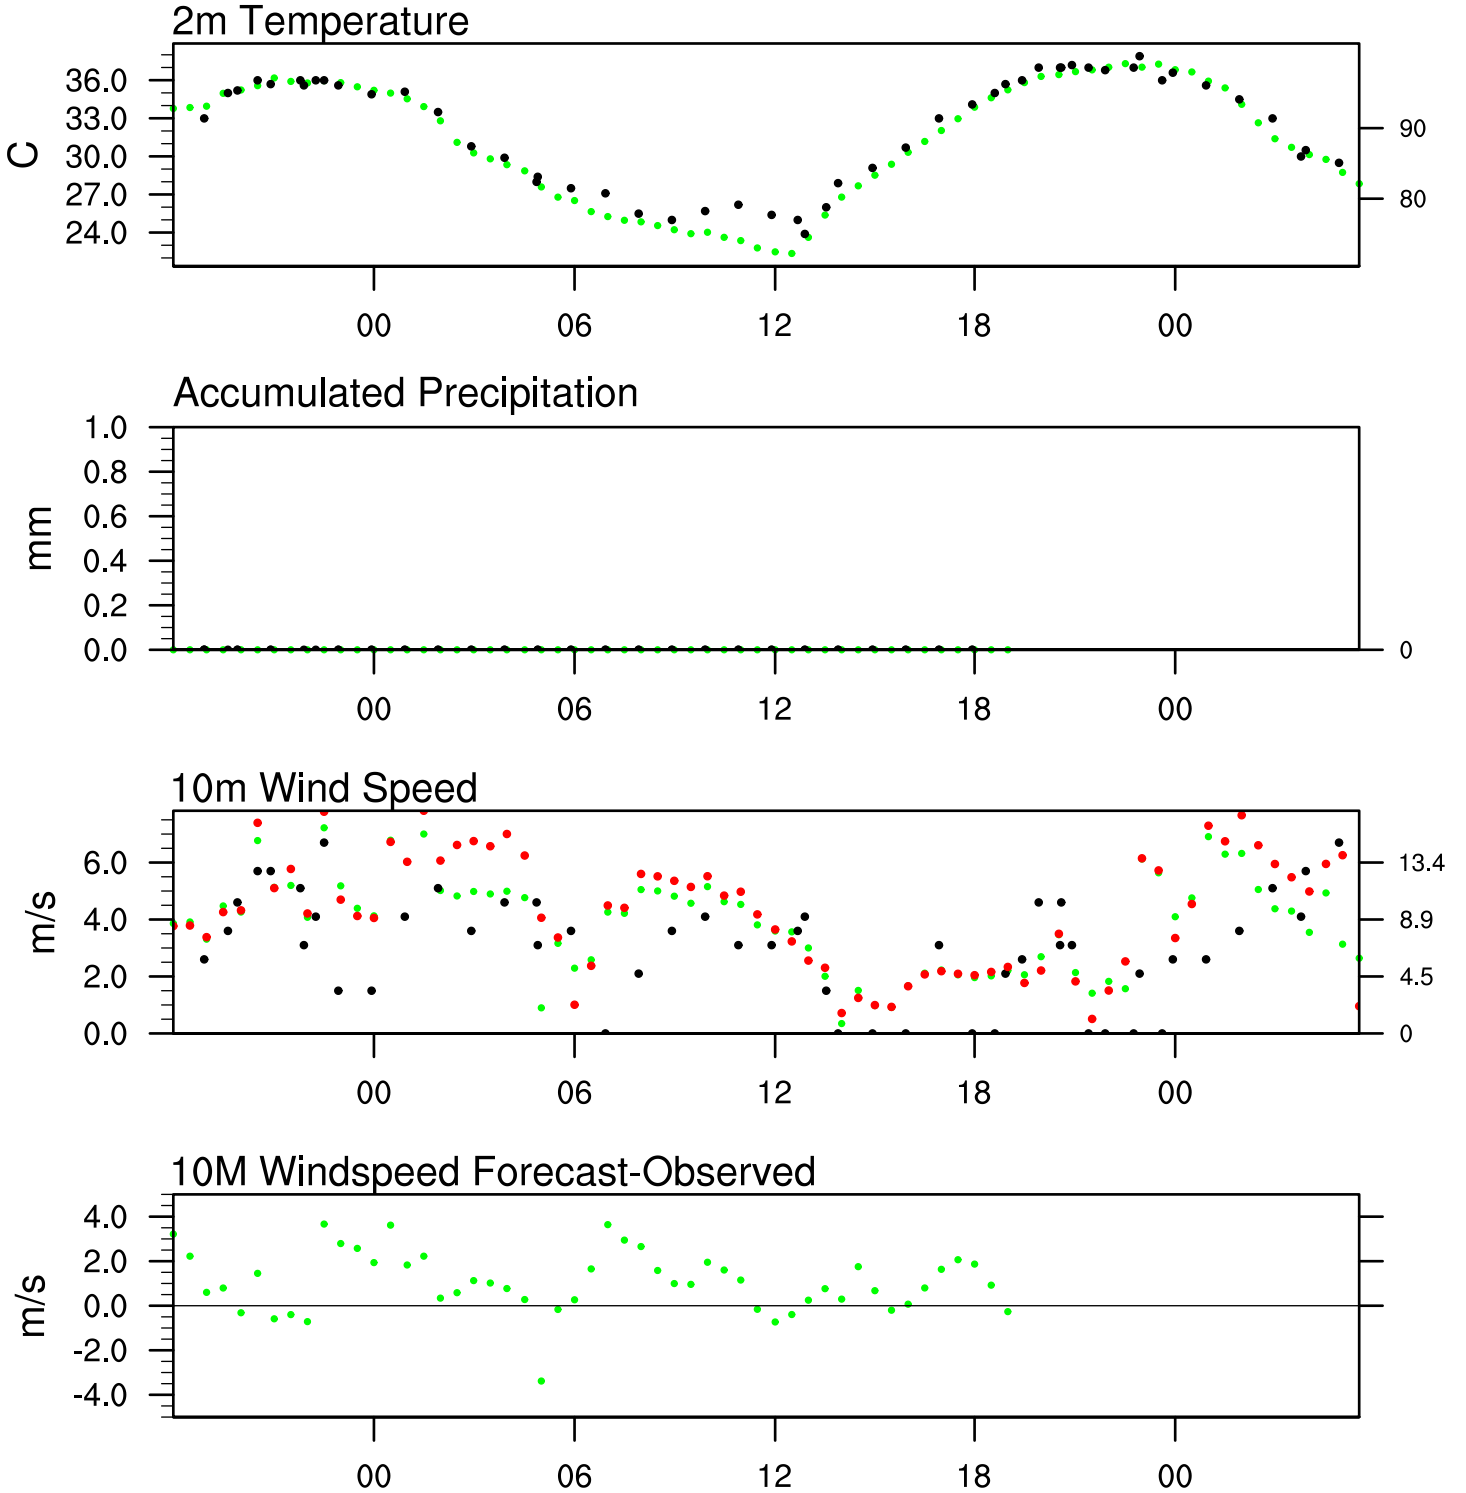 2m Temperature
36.0
33.0
30.0
27.0
24.0
C
90
80
00 06 12 18 00
Accumulated Precipitation
1.0
0.8
0.6
0.4
0.2
0.0
mm
0
00 06 12 18 00
10m Wind Speed
6.0
4.0
2.0
0.0
m/s
13.4
8.9
4.5
0
00 06 12 18 00
10M Windspeed Forecast-Observed
4.0
2.0
0.0
-2.0
-4.0
m/s
00 06 12 18 00